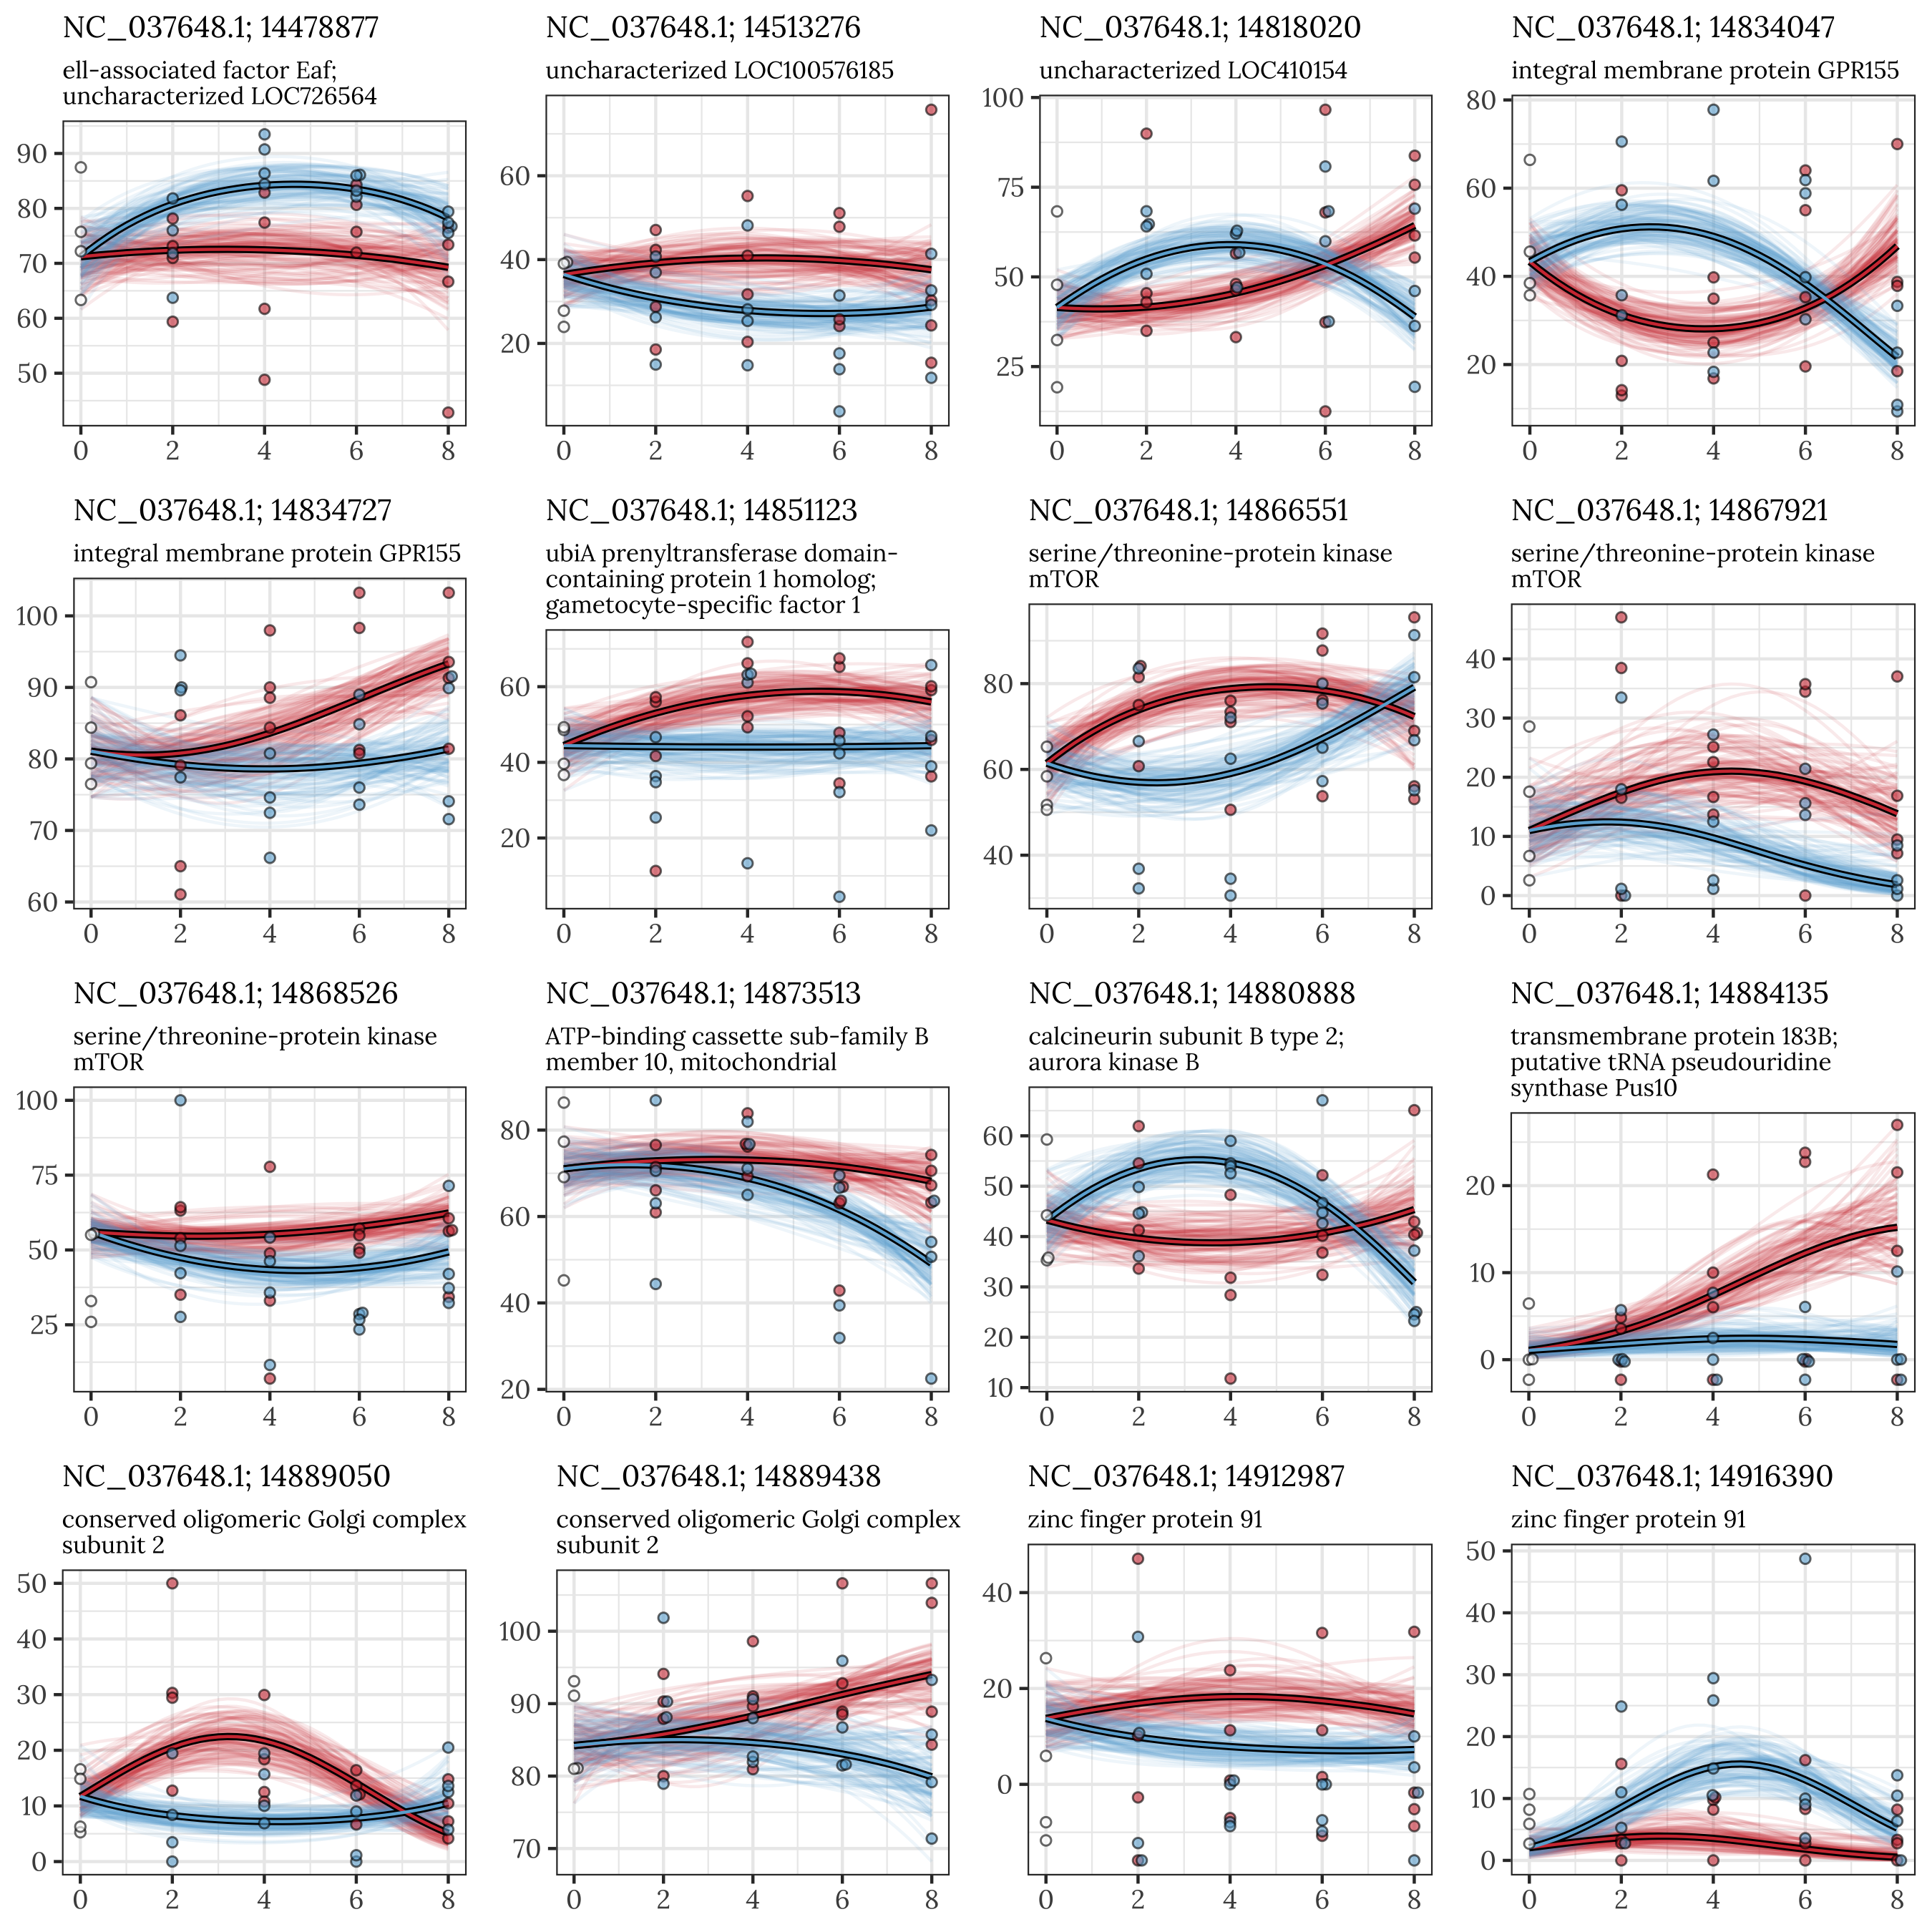 NC_037648.1; 14478877
ell-associated factor Eaf;
uncharacterized LOC726564
90
80
70
60
50
0 2 4 6 8
NC_037648.1; 14513276
uncharacterized LOC100576185
60
40
20
0 2 4 6 8
NC_037648.1; 14818020
uncharacterized LOC410154
100
75
50
25
0 2 4 6 8
NC_037648.1; 14834047
integral membrane protein GPR155
80
60
40
20
0 2 4 6 8
NC_037648.1; 14834727
integral membrane protein GPR155
100
90
80
70
60
0 2 4 6 8
NC_037648.1; 14851123
ubiA prenyltransferase domain-
containing protein 1 homolog;
gametocyte-specific factor 1
60
40
20
0 2 4 6 8
NC_037648.1; 14866551
serine/threonine-protein kinase
mTOR
80
60
40
0 2 4 6 8
NC_037648.1; 14867921
serine/threonine-protein kinase
mTOR
40
30
20
10
0
0 2 4 6 8
NC_037648.1; 14868526
serine/threonine-protein kinase
mTOR
100
75
50
25
0 2 4 6 8
NC_037648.1; 14873513
ATP-binding cassette sub-family B
member 10, mitochondrial
80
60
40
20
0 2 4 6 8
NC_037648.1; 14880888
calcineurin subunit B type 2;
aurora kinase B
60
50
40
30
20
10
0 2 4 6 8
NC_037648.1; 14884135
transmembrane protein 183B;
putative tRNA pseudouridine
synthase Pus10
20
10
0
0 2 4 6 8
NC_037648.1; 14889050
conserved oligomeric Golgi complex
subunit 2
50
40
30
20
10
0
0 2 4 6 8
NC_037648.1; 14889438
conserved oligomeric Golgi complex
subunit 2
100
90
80
70
0 2 4 6 8
NC_037648.1; 14912987
zinc finger protein 91
40
20
0
0 2 4 6 8
NC_037648.1; 14916390
zinc finger protein 91
50
40
30
20
10
0
0 2 4 6 8